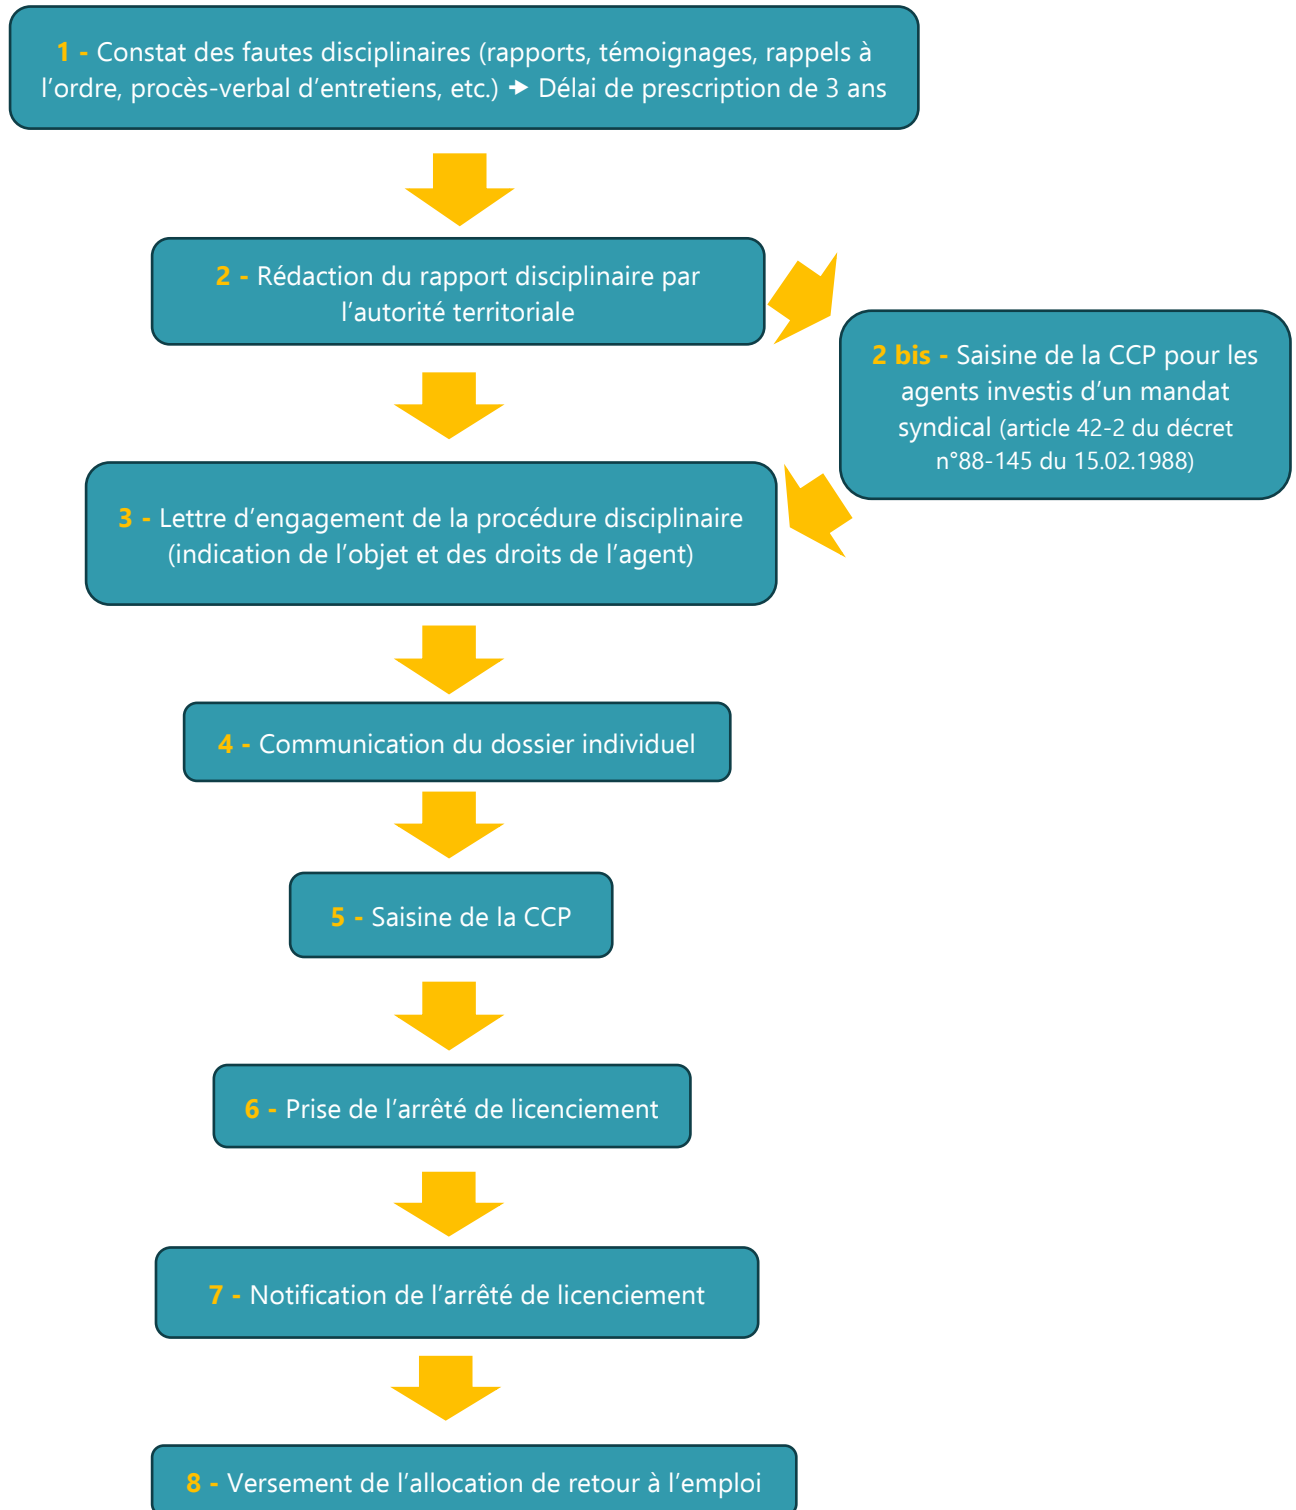 1 - Constat des fautes disciplinaires (rapports, témoignages, rappels à
l’ordre, procès-verbal d’entretiens, etc.) ➜ Délai de prescription de 3 ans
2 - Rédaction du rapport disciplinaire par
l’autorité territoriale
2 bis - Saisine de la CCP pour les
agents investis d’un mandat
syndical (article 42-2 du décret
n°88-145 du 15.02.1988)
3 - Lettre d’engagement de la procédure disciplinaire
(indication de l’objet et des droits de l’agent)
4 - Communication du dossier individuel
5 - Saisine de la CCP
6 - Prise de l’arrêté de licenciement
7 - Notification de l’arrêté de licenciement
8 - Versement de l’allocation de retour à l’emploi